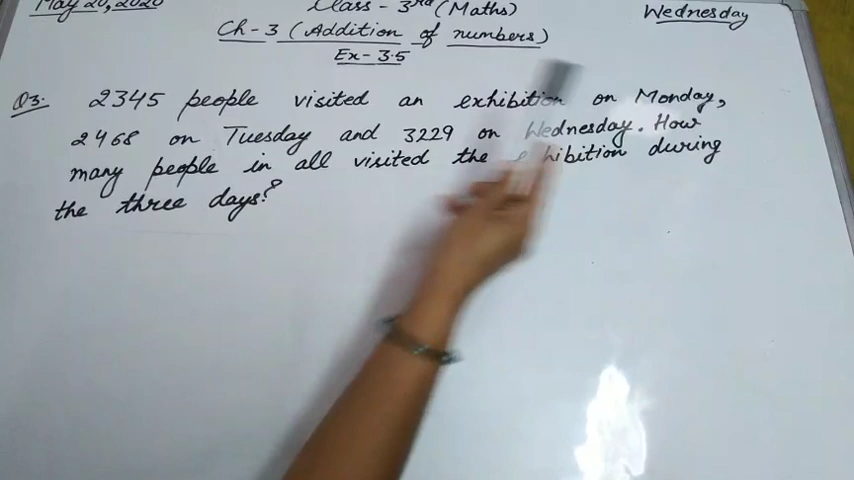 May 20, 2020 Class - 3rd (Maths) Wednesday
Ch - 3 (Addition of numbers)
Ex - 3.5
Q3. 2345 people visited an exhibition on Monday,
2468 on Tuesday and 3229 on Wednesday. How
many people in all visited the exhibition during
the three days?